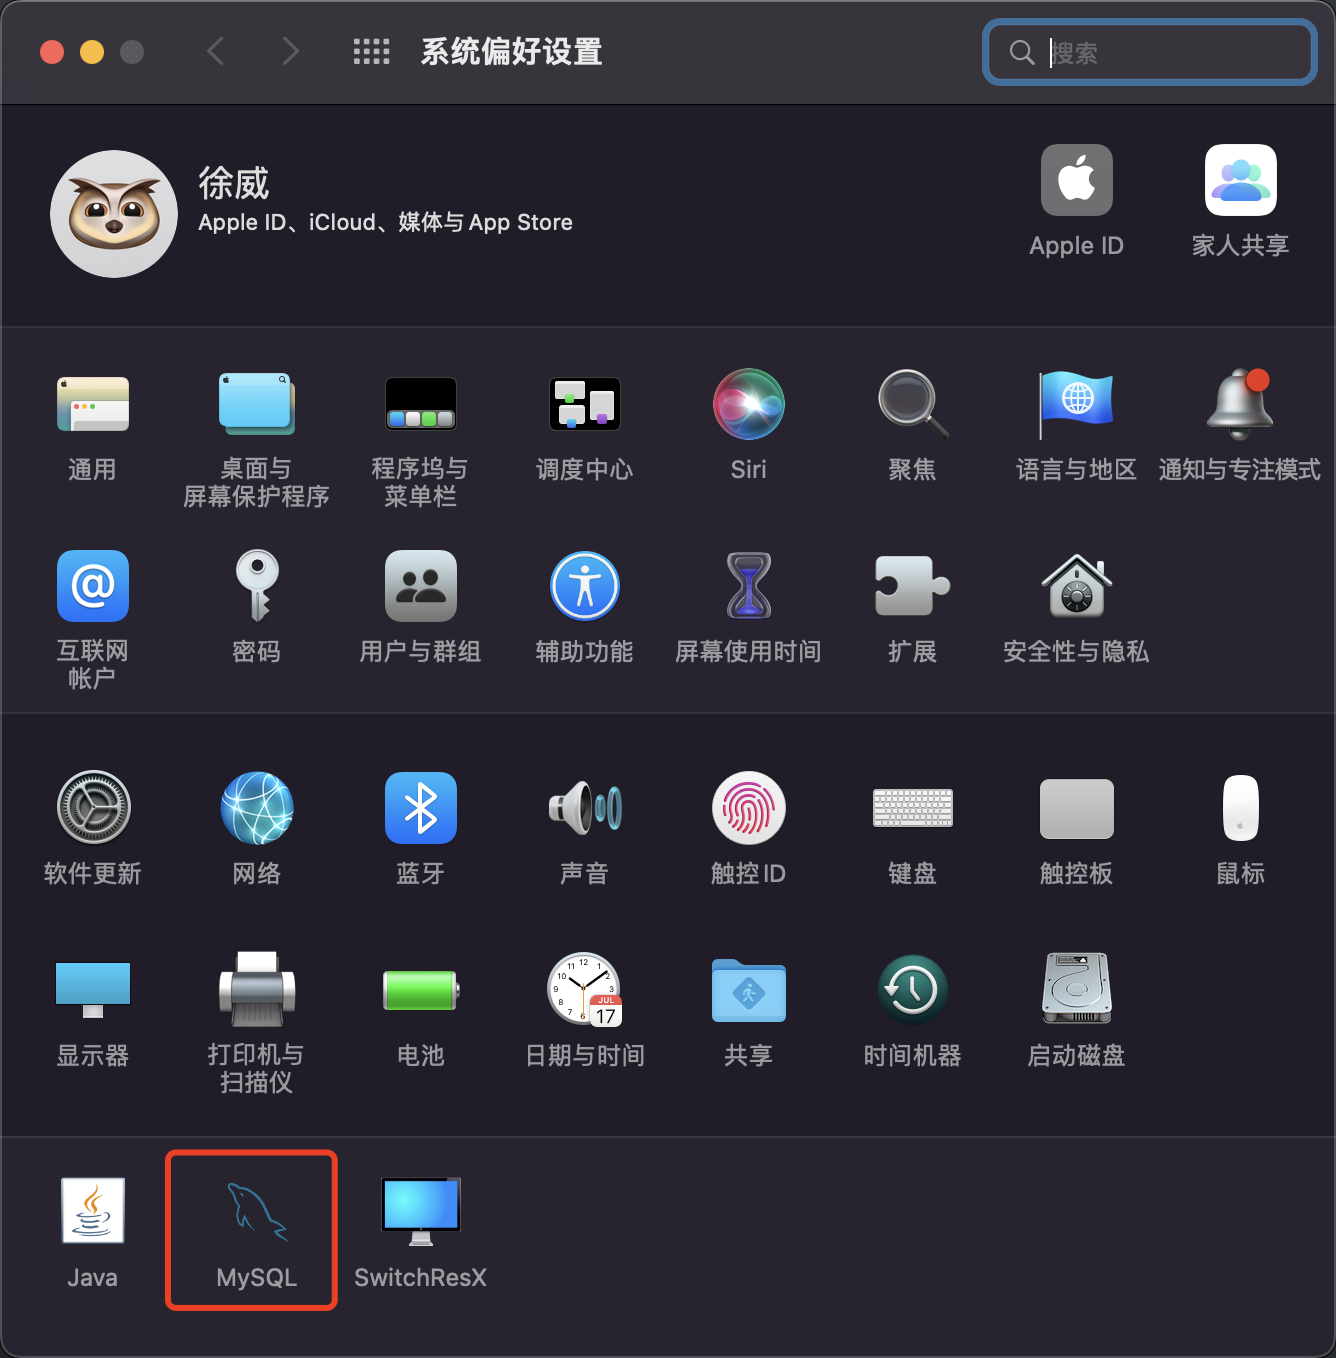 系统偏好设置
搜索
徐威
Apple ID、iCloud、媒体与 App Store
Apple ID
家人共享
通用
桌面与
屏幕保护程序
程序坞与
菜单栏
调度中心
Siri
聚焦
语言与地区
通知与专注模式
互联网
帐户
密码
用户与群组
辅助功能
屏幕使用时间
扩展
安全性与隐私
软件更新
网络
蓝牙
声音
触控 ID
键盘
触控板
鼠标
显示器
打印机与
扫描仪
电池
JUL
17
日期与时间
共享
时间机器
启动磁盘
Java
MySQL
SwitchResX